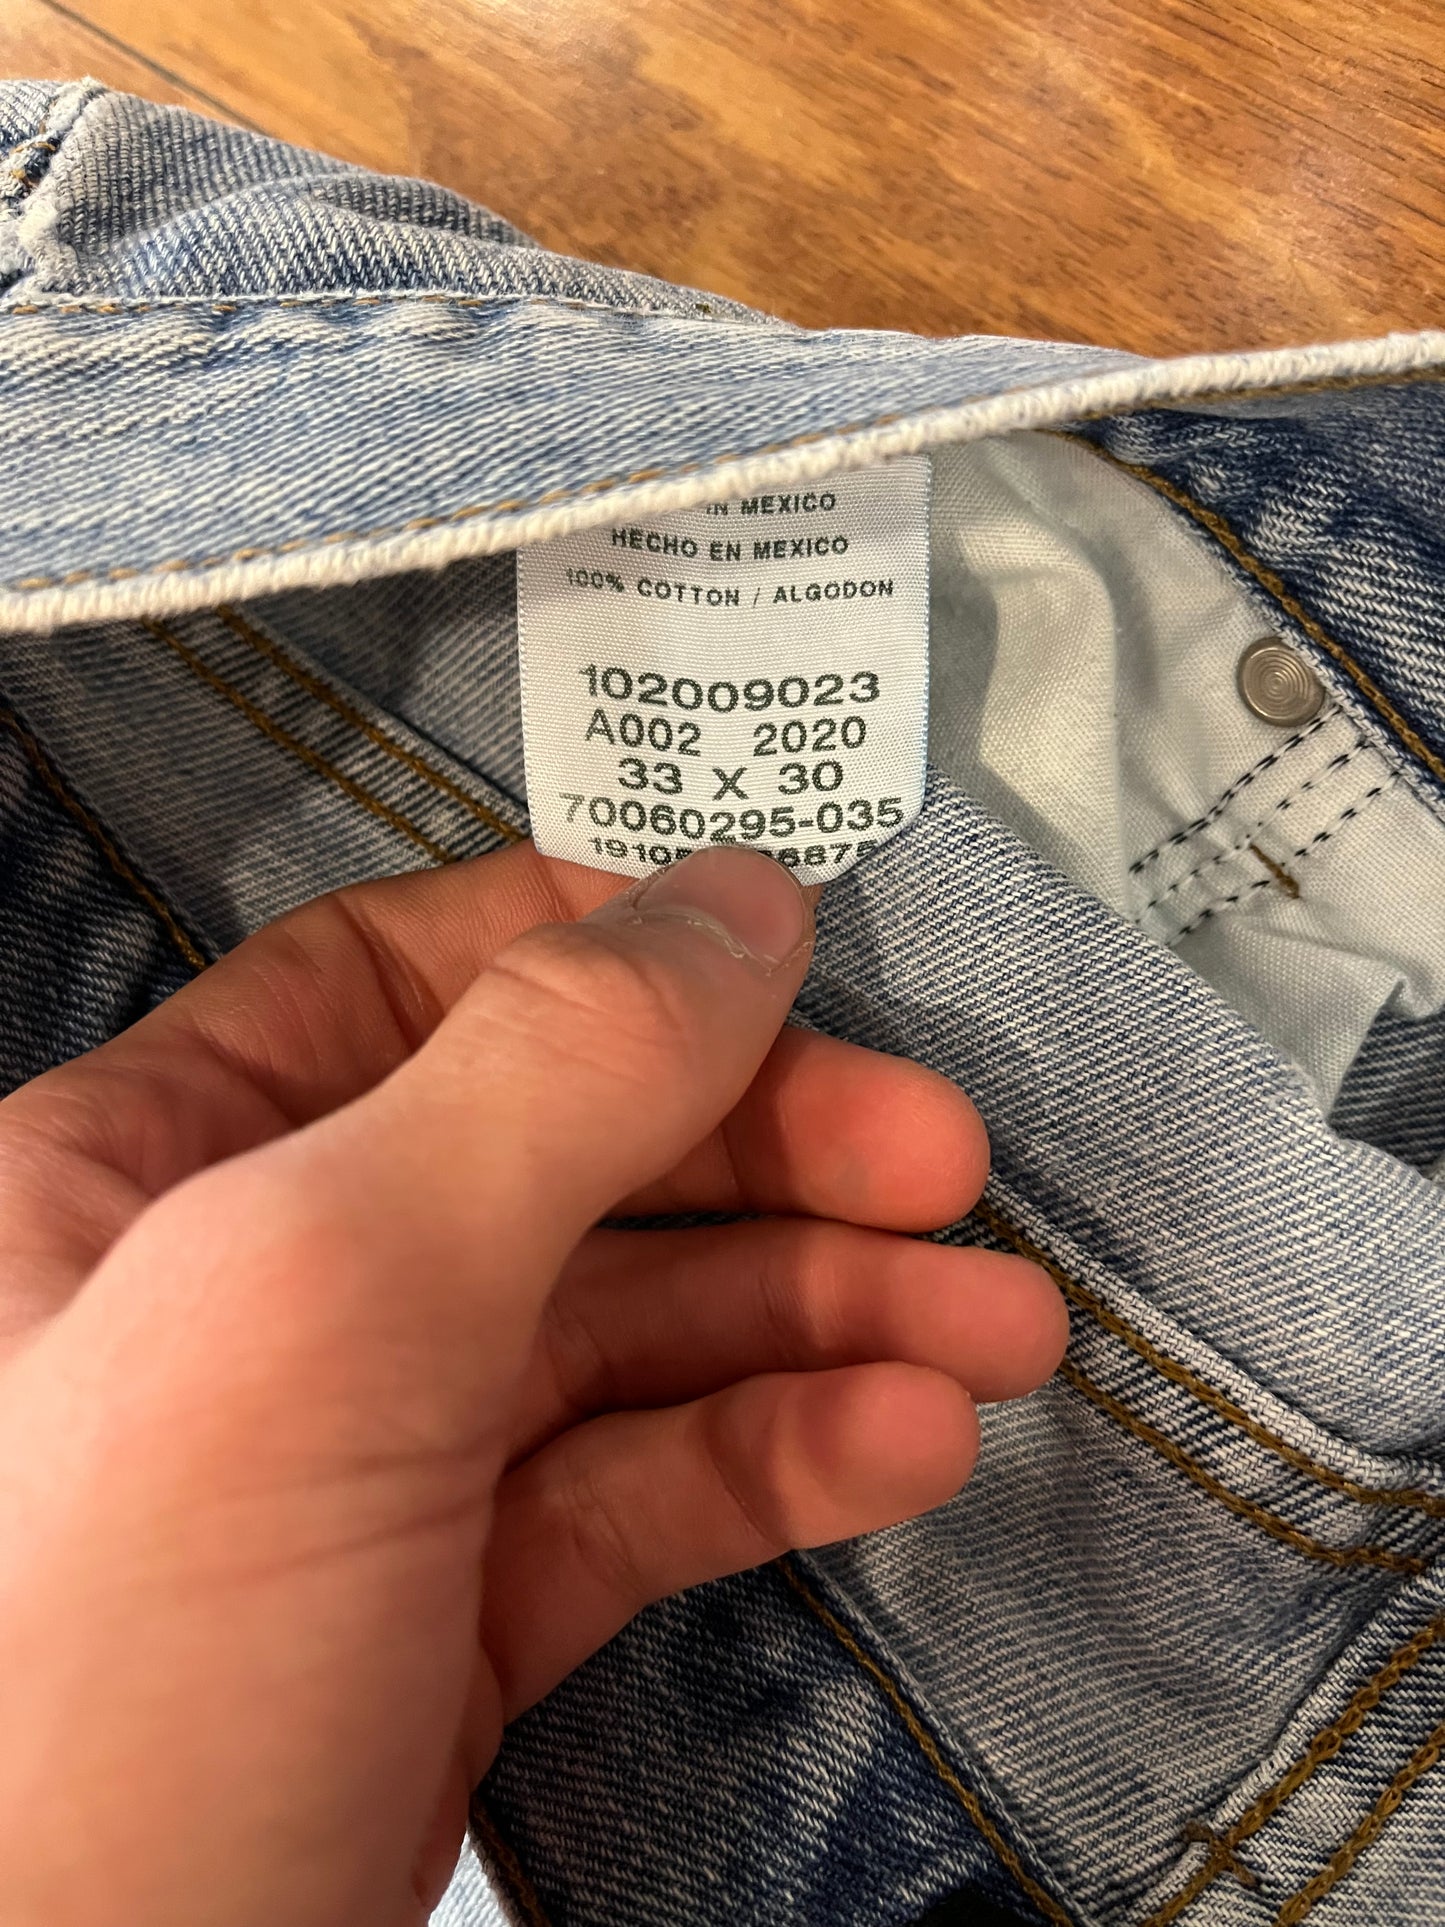 IN MEXICO
HECHO EN MEXICO
100% COTTON / ALGODON
102009023
A002 2020
33 X 30
70060295-035